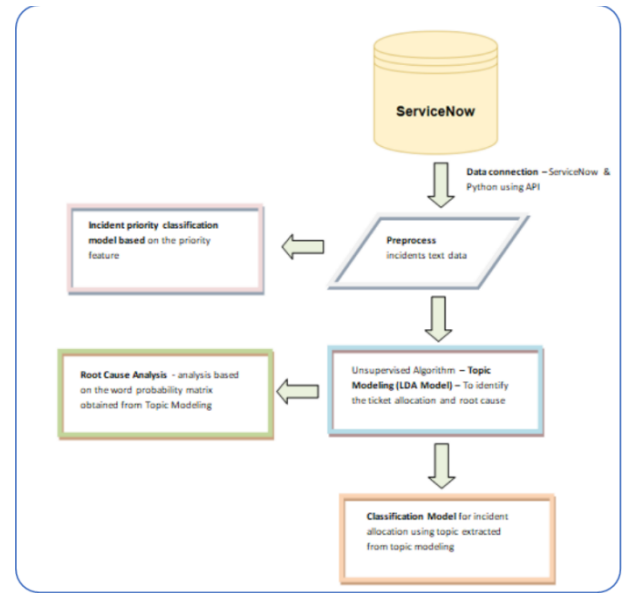 ServiceNow
Data connection – ServiceNow &
Python using API
Incident priority classification
model based on the priority
feature
Preprocess
incidents text data
Root Cause Analysis - analysis based
on the word probability matrix
obtained from Topic Modeling
Unsupervised Algorithm – Topic
Modeling (LDA Model) – To identify
the ticket allocation and root cause
Classification Model for incident
allocation using topic extracted
from topic modeling